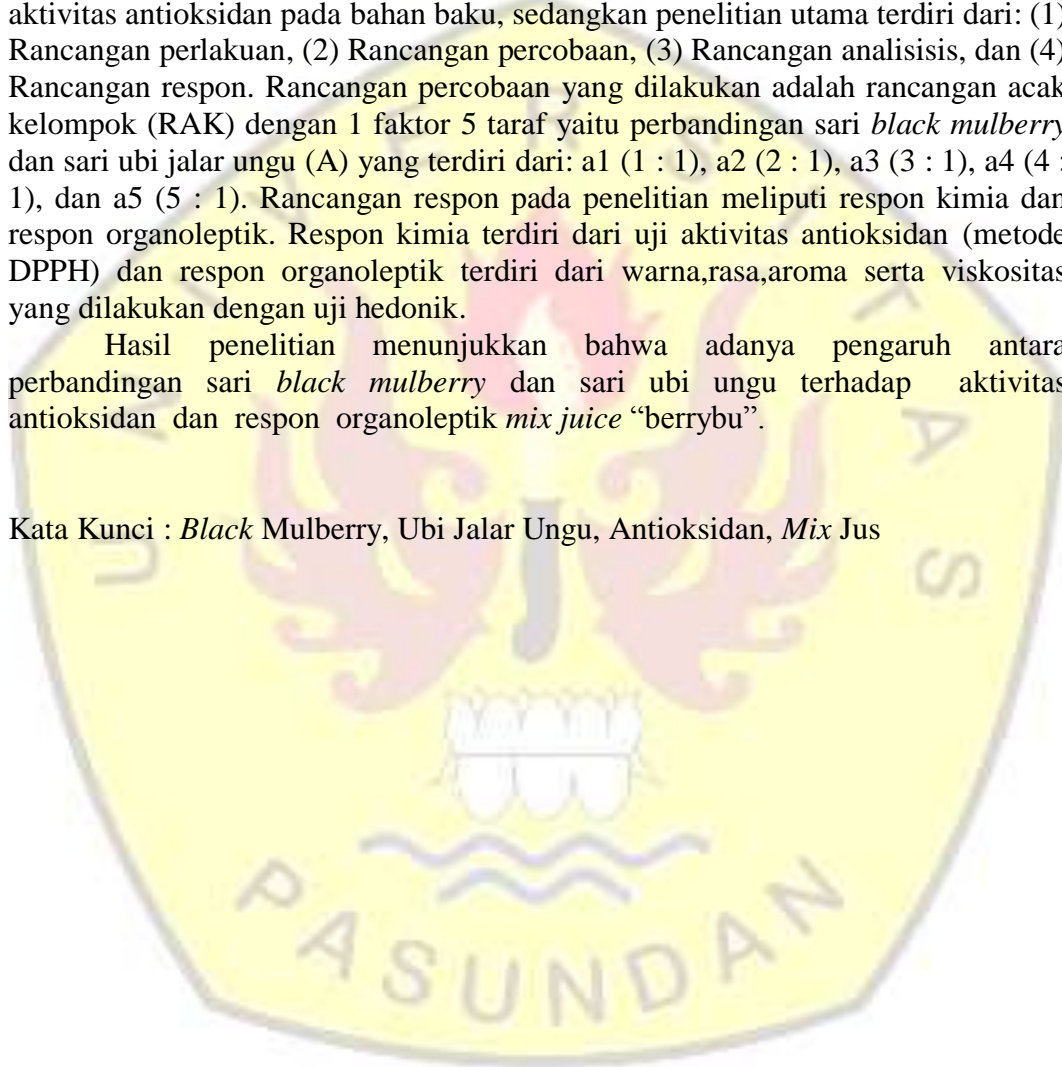 aktivitas antioksidan pada bahan baku, sedangkan penelitian utama terdiri dari: (1)
Rancangan perlakuan, (2) Rancangan percobaan, (3) Rancangan analisisis, dan (4)
Rancangan respon. Rancangan percobaan yang dilakukan adalah rancangan acak
kelompok (RAK) dengan 1 faktor 5 taraf yaitu perbandingan sari black mulberry
dan sari ubi jalar ungu (A) yang terdiri dari: a1 (1 : 1), a2 (2 : 1), a3 (3 : 1), a4 (4 :
1), dan a5 (5 : 1). Rancangan respon pada penelitian meliputi respon kimia dan
respon organoleptik. Respon kimia terdiri dari uji aktivitas antioksidan (metode
DPPH) dan respon organoleptik terdiri dari warna,rasa,aroma serta viskositas
yang dilakukan dengan uji hedonik.
Hasil penelitian menunjukkan bahwa adanya pengaruh antara
perbandingan sari black mulberry dan sari ubi ungu terhadap aktivitas
antioksidan dan respon organoleptik mix juice “berrybu”.
Kata Kunci : Black Mulberry, Ubi Jalar Ungu, Antioksidan, Mix Jus
UNIVERSITAS
PASUNDAN